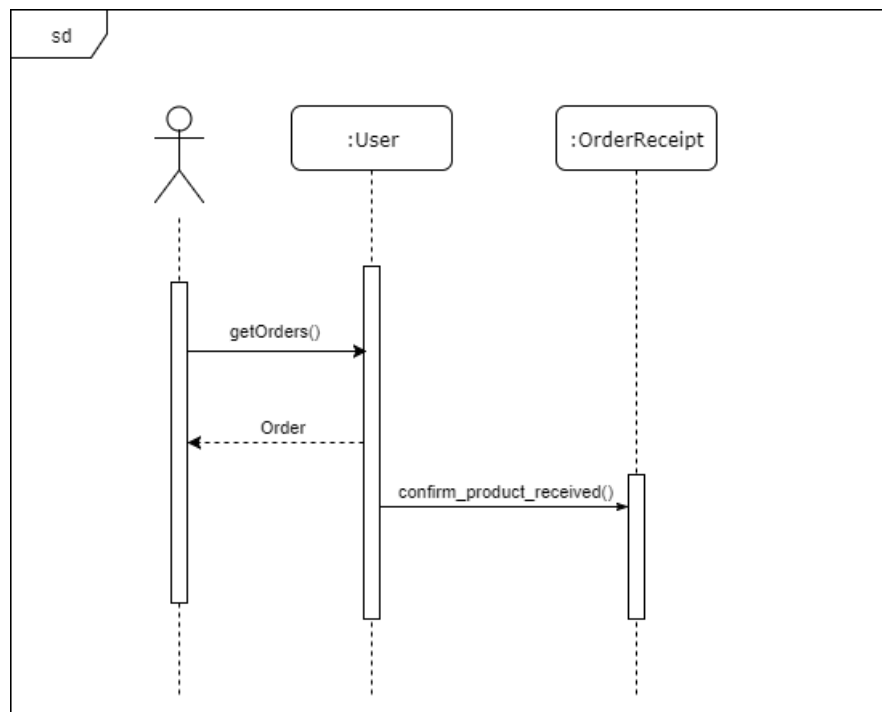 sd
:User
:OrderReceipt
getOrders()
Order
confirm_product_received()